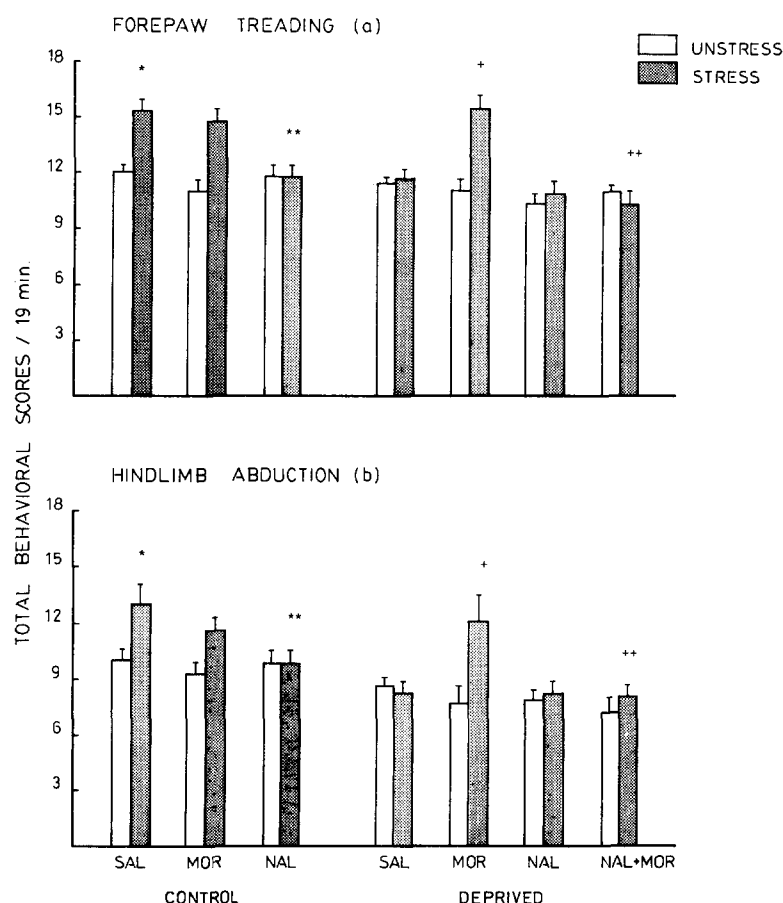 FOREPAW TREADING (a)
UNSTRESS
STRESS
18
15
12
9
6
3
*
**
+
++
TOTAL BEHAVIORAL SCORES / 19 min.
HINDLIMB ABDUCTION (b)
18
15
12
9
6
3
*
**
+
++
SAL MOR NAL SAL MOR NAL NAL+MOR
CONTROL DEPRIVED